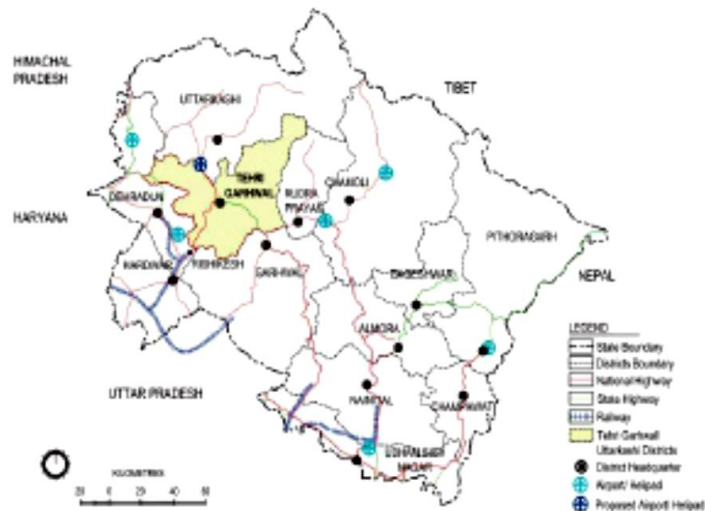 HIMACHAL
PRADESH
TIBET
UTTARKASHI
TEHRI
GARHWAL
RUDRA
PRAYAG
CHAMOLI
DEHRADUN
HARYANA
PITHORAGARH
HARDWAR
RISHIKESH
GARHWAL
BAGESHWAR
NEPAL
ALMORA
UTTAR PRADESH
NAINITAL
CHAMPAWAT
UDHAMSINGH
NAGAR
LEGEND
State Boundary
Districts Boundary
National Highway
State Highway
Railway
Tehri Garhwal/
Uttarkashi Districts
District Headquarter
Airport/ Helipad
Proposed Airport/ Helipad
KILOMETRES
20 0 20 40 60